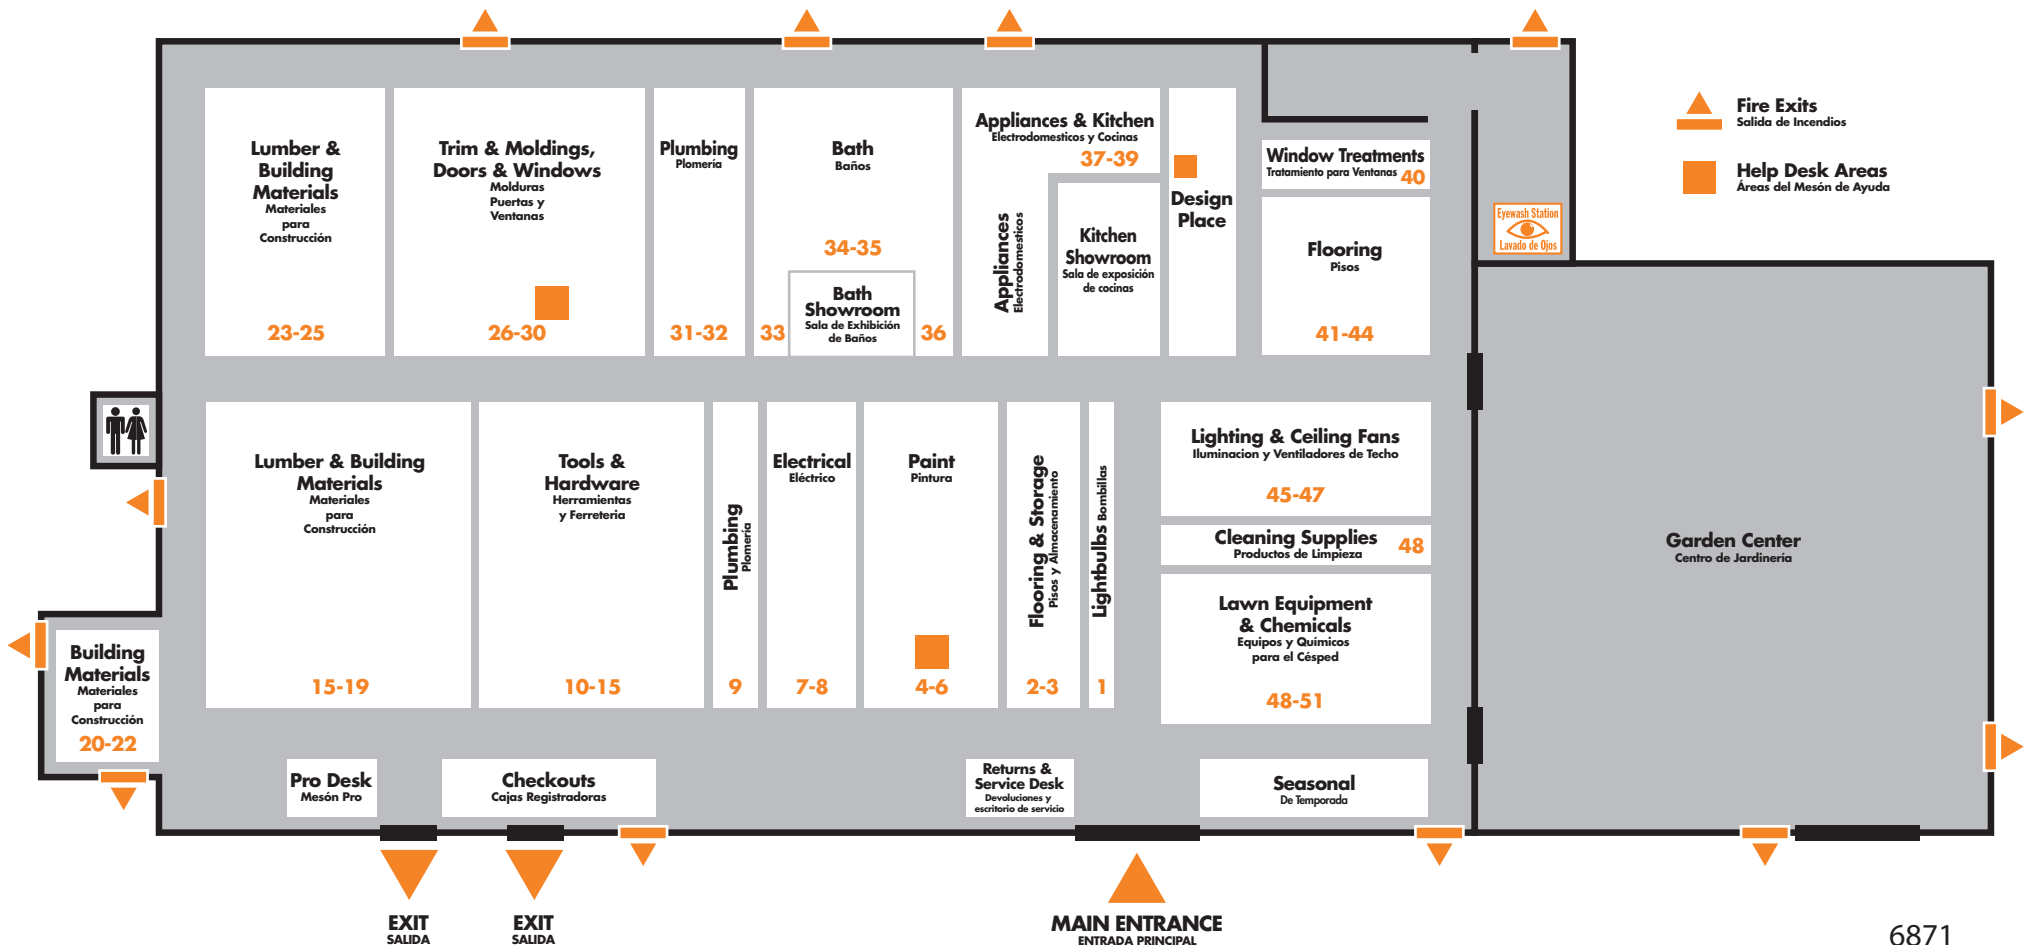 Lumber &
Building
Materials
Materiales
para
Construcción
23-25
Trim & Moldings,
Doors & Windows
Molduras
Puertas y
Ventanas
26-30
Plumbing
Plomería
31-32
Bath
Baños
34-35
33
Bath
Showroom
Sala de Exhibición
de Baños
36
Appliances & Kitchen
Electrodomesticos y Cocinas
37-39
Appliances
Electrodomesticos
Kitchen
Showroom
Sala de exposición
de cocinas
Design
Place
Window Treatments
Tratamiento para Ventanas 40
Flooring
Pisos
41-44
Eyewash Station
Lavado de Ojos
Fire Exits
Salida de Incendios
Help Desk Areas
Áreas del Mesón de Ayuda
Lumber & Building
Materials
Materiales
para
Construcción
15-19
Tools &
Hardware
Herramientas
y Ferreteria
10-15
Plumbing
Plomería
9
Electrical
Eléctrico
7-8
Paint
Pintura
4-6
Flooring & Storage
Pisos y Almacenamiento
2-3
Lightbulbs Bombillas
1
Lighting & Ceiling Fans
Iluminacion y Ventiladores de Techo
45-47
Cleaning Supplies
Productos de Limpieza
48
Lawn Equipment
& Chemicals
Equipos y Químicos
para el Césped
48-51
Garden Center
Centro de Jardinería
Building
Materials
Materiales
para
Construcción
20-22
Pro Desk
Mesón Pro
Checkouts
Cajas Registradoras
Returns &
Service Desk
Devoluciones y
escritorio de servicio
Seasonal
De Temporada
EXIT
SALIDA
EXIT
SALIDA
MAIN ENTRANCE
ENTRADA PRINCIPAL
6871